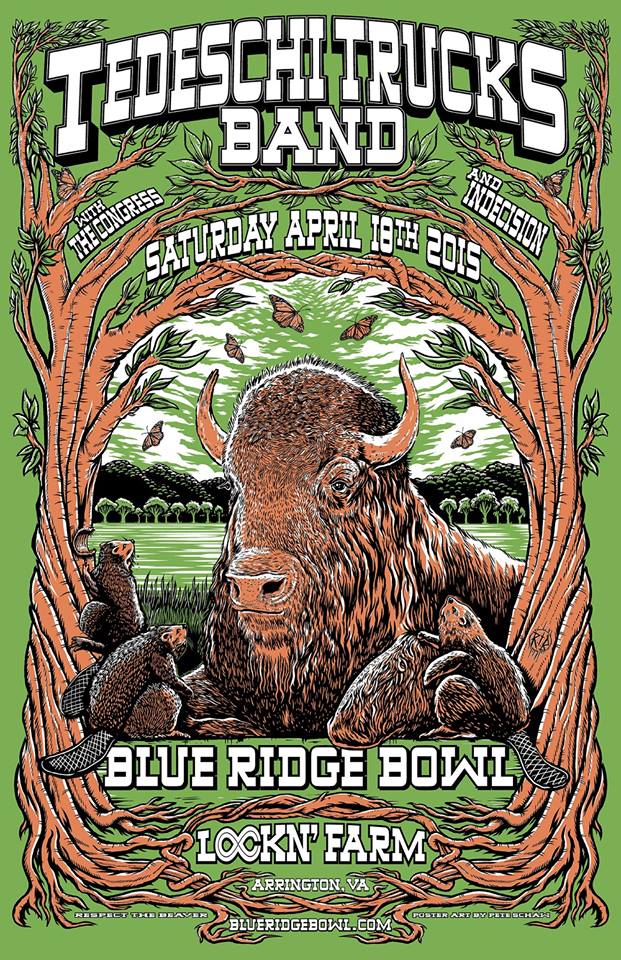 TEDESCHI TRUCKS
BAND
WITH
THE CONGRESS
AND
INDECISION
SATURDAY APRIL 18TH 2015
BLUE RIDGE BOWL
LOCKN' FARM
ARRINGTON, VA
RESPECT THE BEAVER
BLUERIDGEBOWL.COM
POSTER ART BY PETE SCHAW